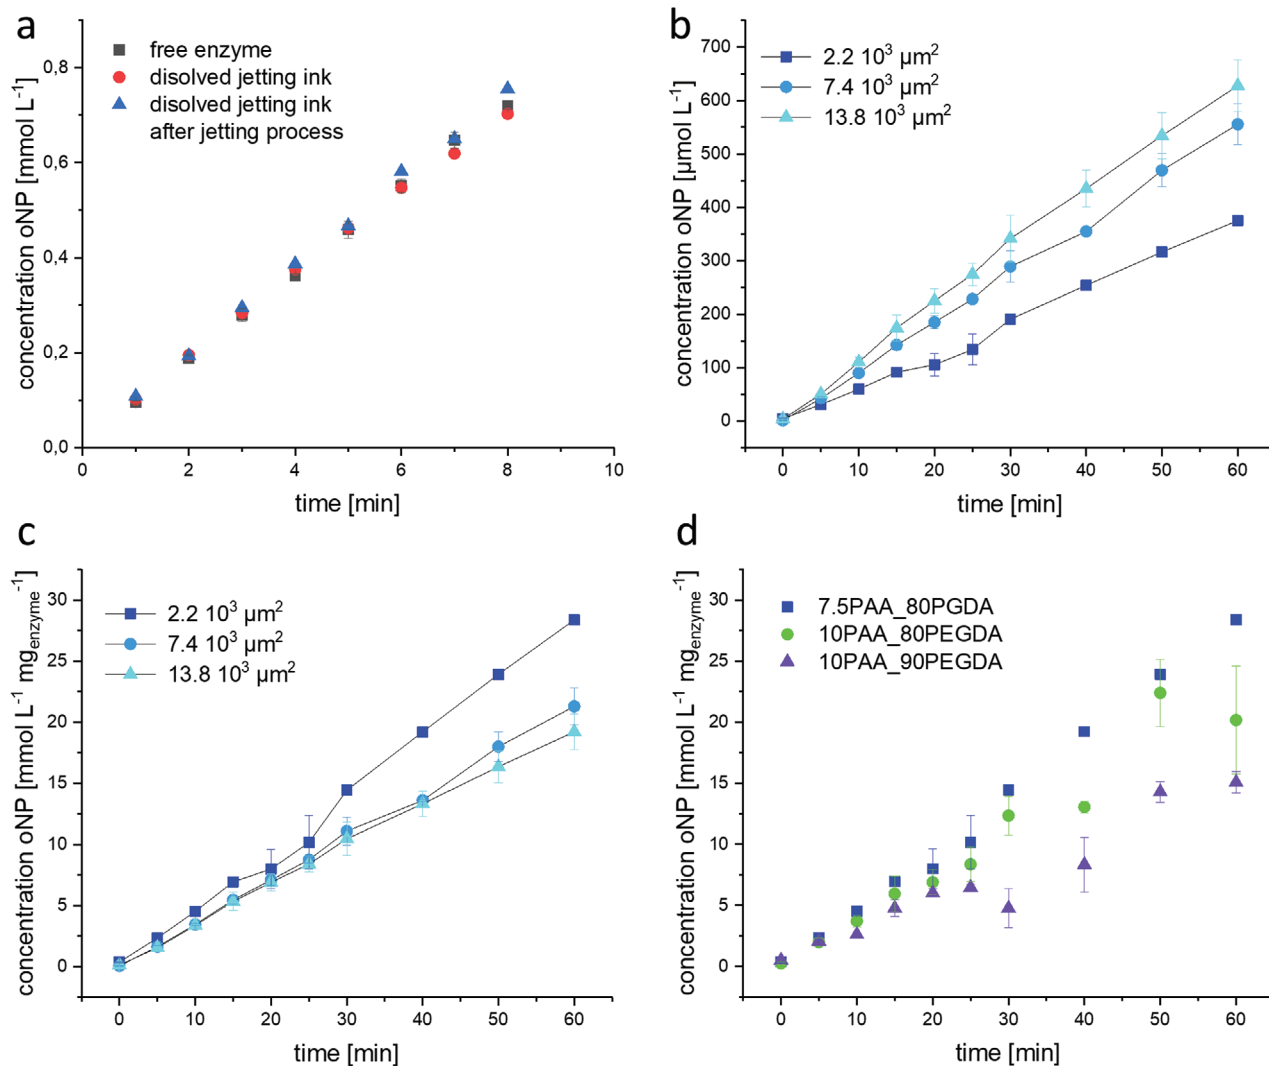 a
0,8
0,6
0,4
0,2
0,0
0 2 4 6 8 10
concentration oNP [mmol L⁻¹]
time [min]
free enzyme
disolved jetting ink
disolved jetting ink
after jetting process
b
700
600
500
400
300
200
100
0
0 10 20 30 40 50 60
concentration oNP [µmol L⁻¹]
time [min]
2.2 10³ µm²
7.4 10³ µm²
13.8 10³ µm²
c
30
25
20
15
10
5
0
0 10 20 30 40 50 60
concentration oNP [mmol L⁻¹ mg_enzyme⁻¹]
time [min]
2.2 10³ µm²
7.4 10³ µm²
13.8 10³ µm²
d
30
25
20
15
10
5
0
0 10 20 30 40 50 60
concentration oNP [mmol L⁻¹ mg_enzyme⁻¹]
time [min]
7.5PAA_80PGDA
10PAA_80PEGDA
10PAA_90PEGDA